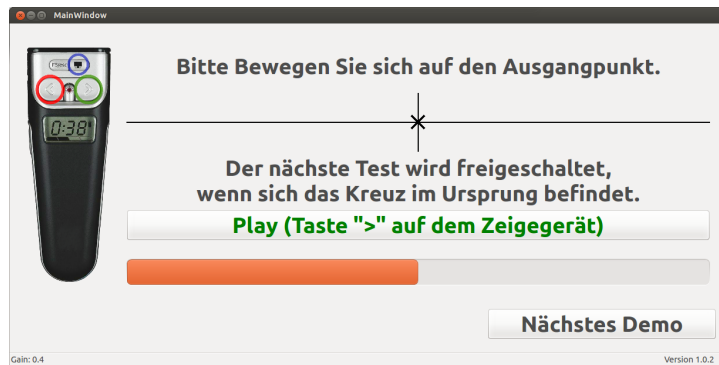 MainWindow
Bitte Bewegen Sie sich auf den Ausgangpunkt.
0:38
Der nächste Test wird freigeschaltet,
wenn sich das Kreuz im Ursprung befindet.
Play (Taste ">" auf dem Zeigegerät)
Nächstes Demo
Gain: 0.4
Version 1.0.2